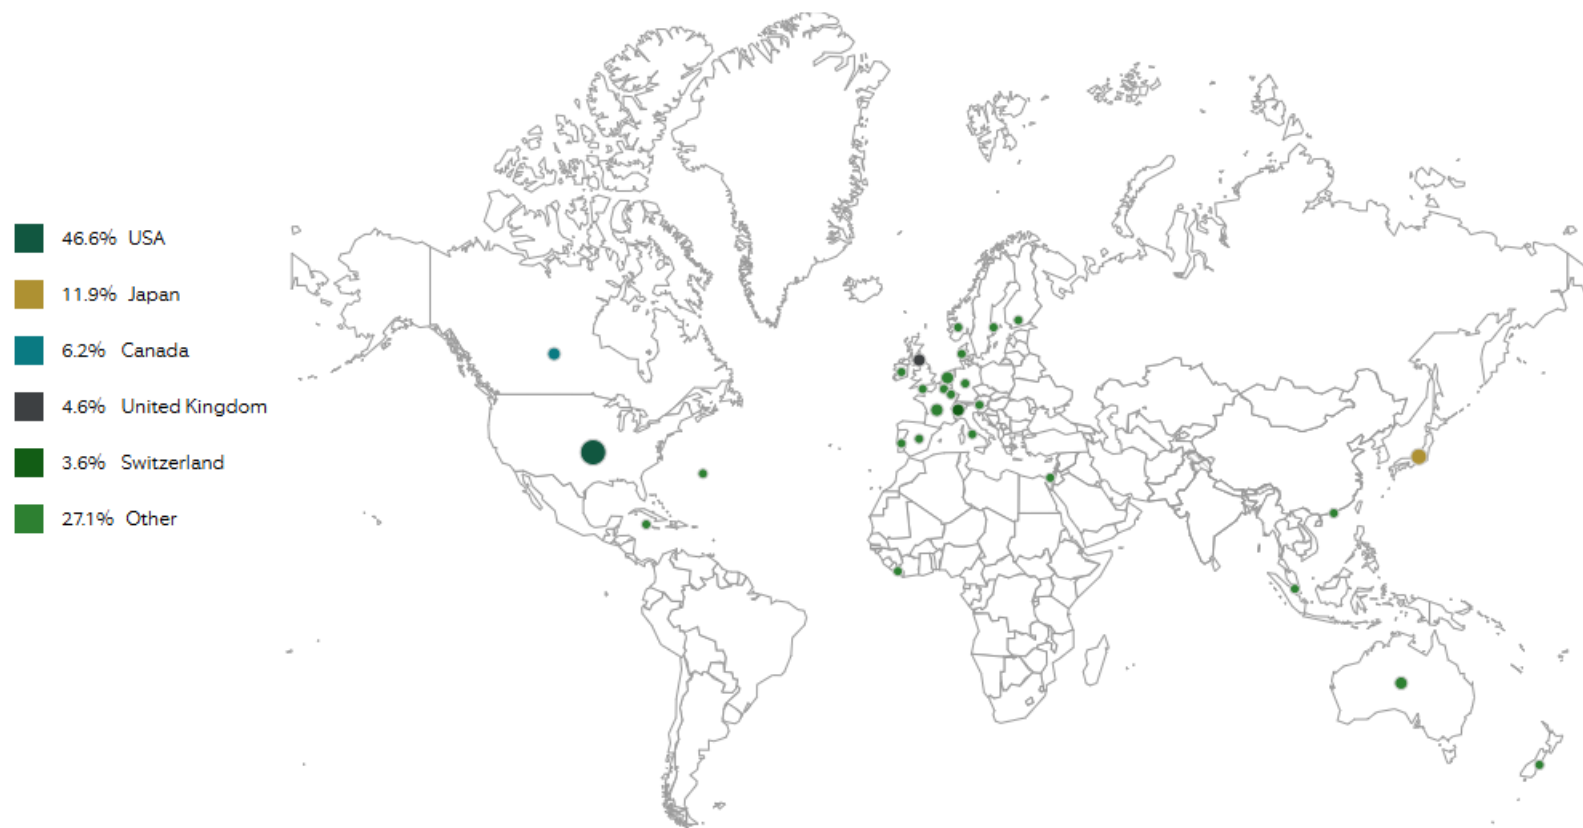 46.6% USA
11.9% Japan
6.2% Canada
4.6% United Kingdom
3.6% Switzerland
27.1% Other